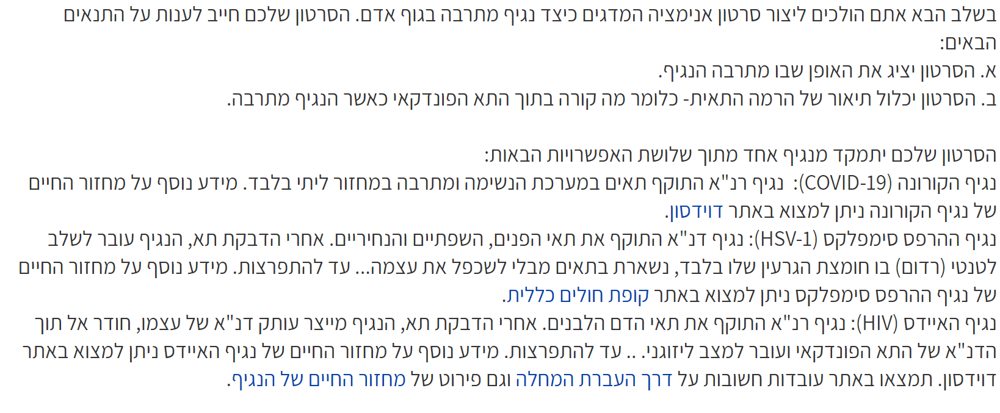 בשלב הבא אתם הולכים ליצור סרטון אנימציה המדגים כיצד נגיף מתרבה בגוף אדם. הסרטון שלכם חייב לענות על התנאים
הבאים:
א. הסרטון יציג את האופן שבו מתרבה הנגיף.
ב. הסרטון יכלול תיאור של הרמה התאית- כלומר מה קורה בתוך התא הפונדקאי כאשר הנגיף מתרבה.
הסרטון שלכם יתמקד מנגיף אחד מתוך שלושת האפשרויות הבאות:
נגיף הקורונה (COVID-19):  נגיף רנ"א התוקף תאים במערכת הנשימה ומתרבה במחזור ליתי בלבד. מידע נוסף על מחזור החיים
של נגיף הקורונה ניתן למצוא באתר דוידסון.
נגיף ההרפס סימפלקס (HSV-1): נגיף דנ"א התוקף את תאי הפנים, השפתיים והנחיריים. אחרי הדבקת תא, הנגיף עובר לשלב
לטנטי (רדום) בו חומצת הגרעין שלו בלבד, נשארת בתאים מבלי לשכפל את עצמה... עד להתפרצות. מידע נוסף על מחזור החיים
של נגיף ההרפס סימפלקס ניתן למצוא באתר קופת חולים כללית.
נגיף האיידס (HIV): נגיף רנ"א התוקף את תאי הדם הלבנים. אחרי הדבקת תא, הנגיף מייצר עותק דנ"א של עצמו, חודר אל תוך
הדנ"א של התא הפונדקאי ועובר למצב ליזוגני. .. עד להתפרצות. מידע נוסף על מחזור החיים של נגיף האיידס ניתן למצוא באתר
דוידסון. תמצאו באתר עובדות חשובות על דרך העברת המחלה וגם פירוט של מחזור החיים של הנגיף.